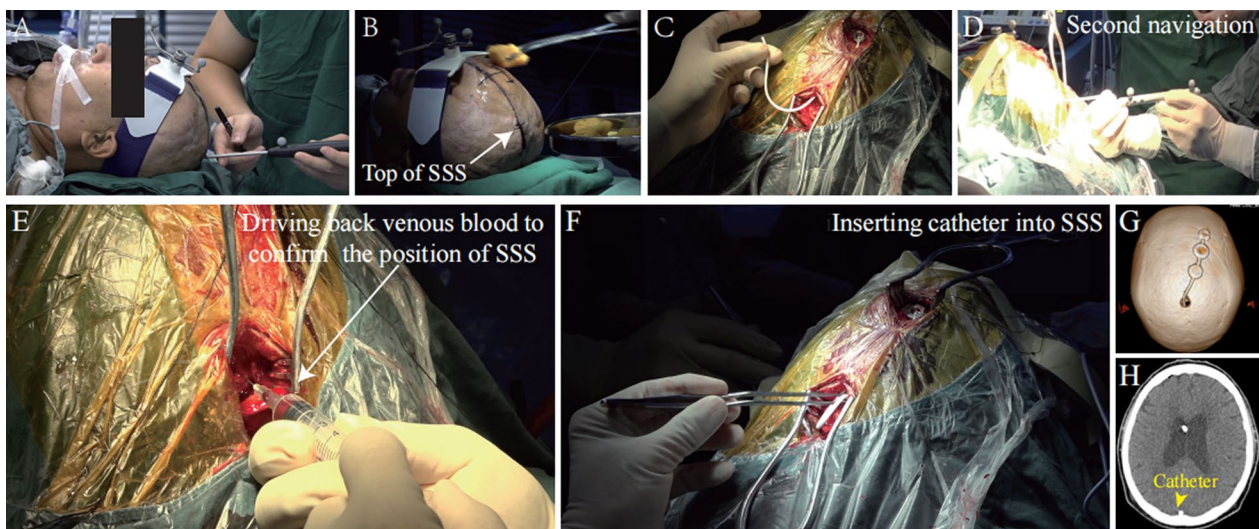 A
B
Top of SSS
C
D
Second navigation
E
Driving back venous blood to
confirm the position of SSS
F
Inserting catheter into SSS
G
H
Catheter